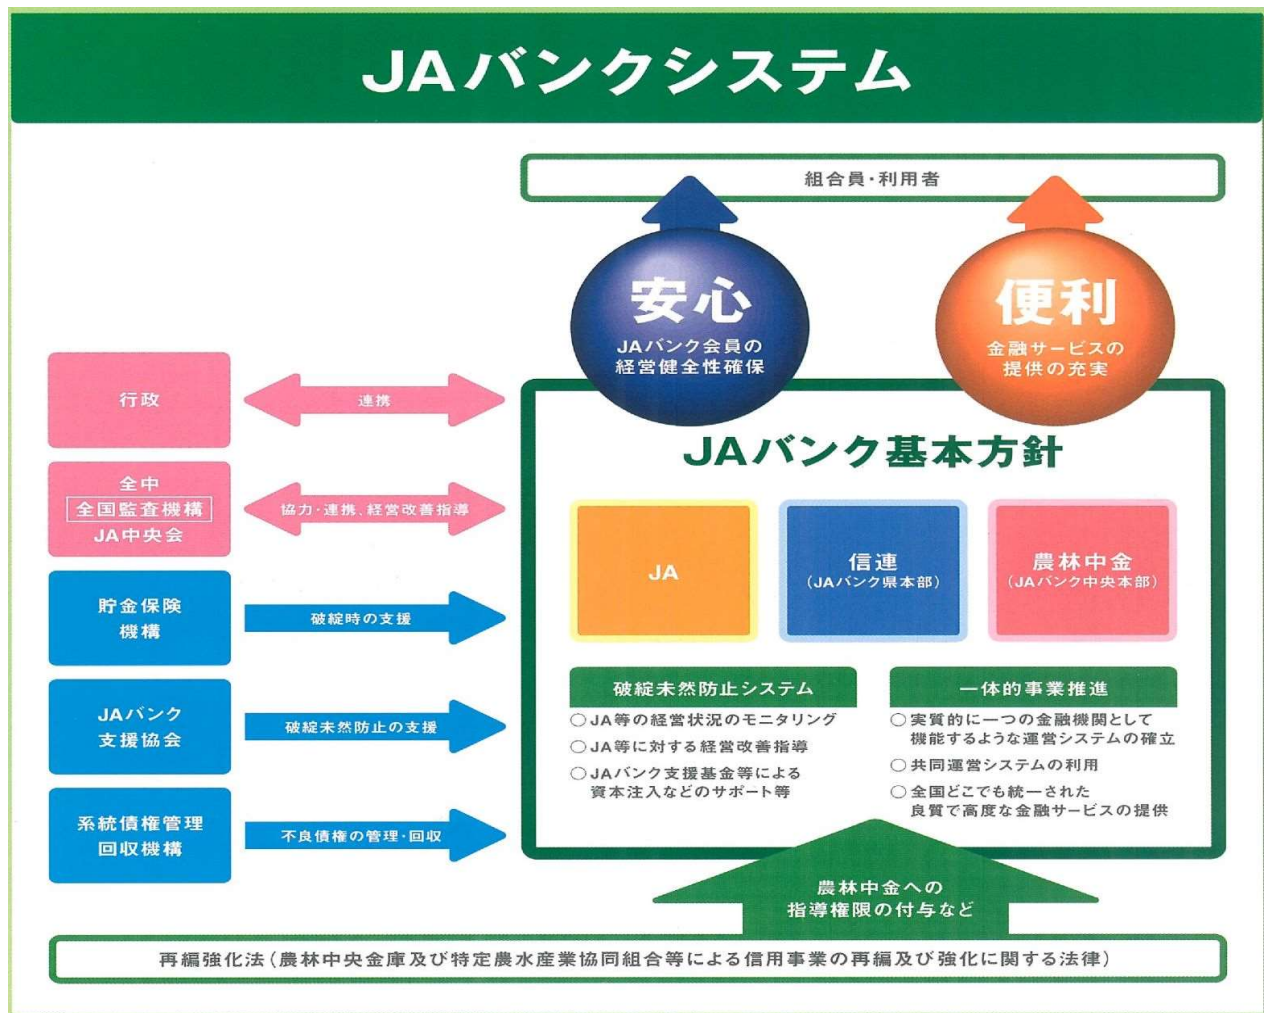 JAバンクシステム
組合員・利用者
安心
JAバンク会員の
経営健全性確保
便利
金融サービスの
提供の充実
行政
連携
全中
全国監査機構
JA中央会
協力・連携、経営改善指導
貯金保険
機構
破綻時の支援
JAバンク
支援協会
破綻未然防止の支援
系統債権管理
回収機構
不良債権の管理・回収
JAバンク基本方針
JA
信連
(JAバンク県本部)
農林中金
(JAバンク中央本部)
破綻未然防止システム
○JA等の経営状況のモニタリング
○JA等に対する経営改善指導
○JAバンク支援基金等による
資本注入などのサポート等
一体的事業推進
○実質的に一つの金融機関として
機能するような運営システムの確立
○共同運営システムの利用
○全国どこでも統一された
良質で高度な金融サービスの提供
農林中金への
指導権限の付与など
再編強化法(農林中央金庫及び特定農水産業協同組合等による信用事業の再編及び強化に関する法律)